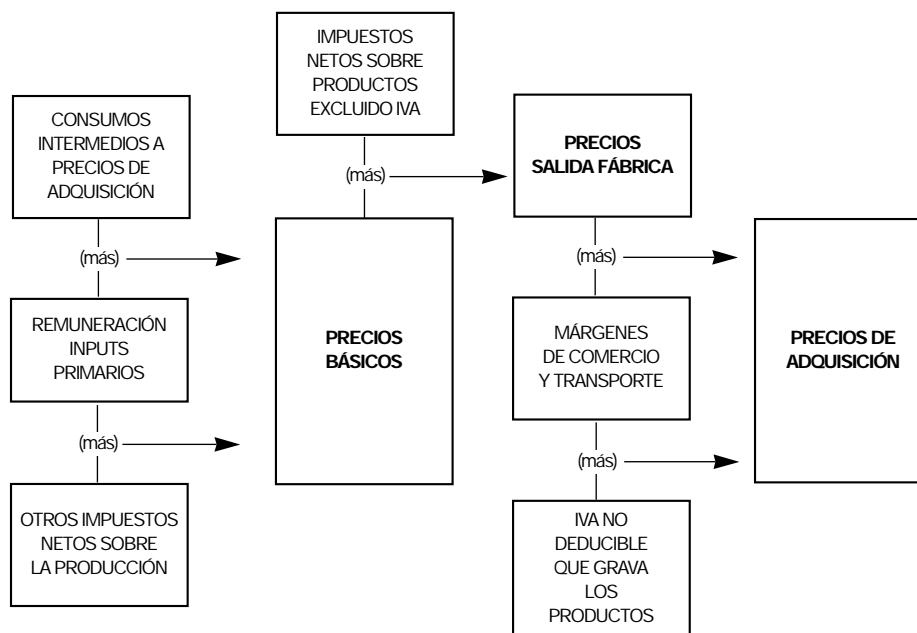 CONSUMOS
INTERMEDIOS A
PRECIOS DE
ADQUISICIÓN
(más)
REMUNERACIÓN
INPUTS
PRIMARIOS
(más)
OTROS IMPUESTOS
NETOS SOBRE
LA PRODUCCIÓN
IMPUESTOS
NETOS SOBRE
PRODUCTOS
EXCLUIDO IVA
(más)
PRECIOS
BÁSICOS
PRECIOS
SALIDA FÁBRICA
(más)
MÁRGENES
DE COMERCIO
Y TRANSPORTE
(más)
IVA NO
DEDUCIBLE
QUE GRAVA
LOS
PRODUCTOS
PRECIOS DE
ADQUISICIÓN